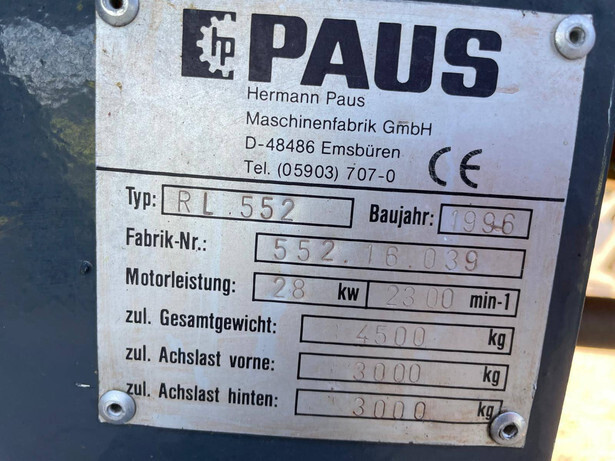 hp PAUS
Hermann Paus
Maschinenfabrik GmbH
D-48486 Emsbüren
Tel. (05903) 707-0 CE
Typ: RL.552 Baujahr: 1996
Fabrik-Nr.: 552.16.039
Motorleistung: 28 kw 2300 min-1
zul. Gesamtgewicht: 4500 kg
zul. Achslast vorne: 3000 kg
zul. Achslast hinten: 3000 kg